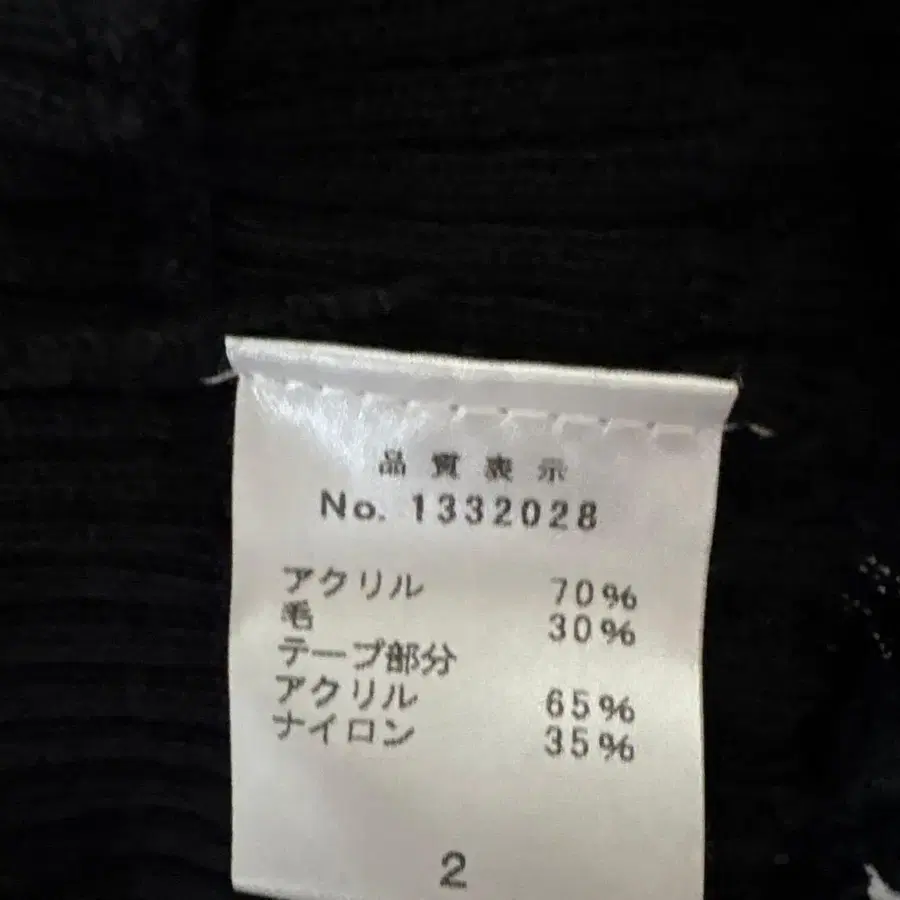 品質表示
No. 1332028
アクリル 70%
毛 30%
テープ部分
アクリル 65%
ナイロン 35%
2